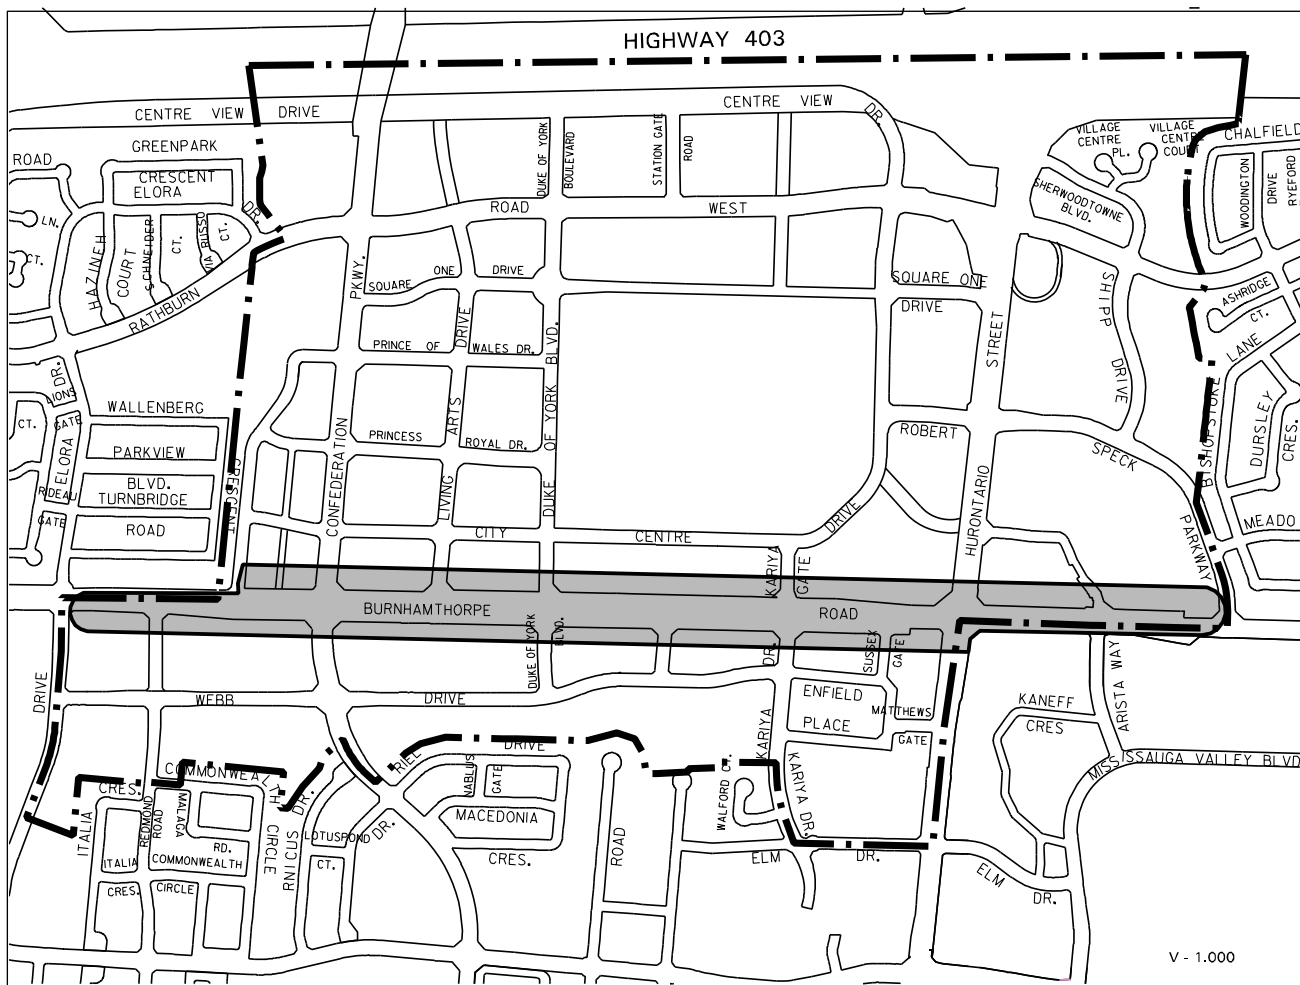 HIGHWAY 403
CENTRE VIEW DRIVE
CENTRE VIEW
DR.
GREENPARK
ROAD
CRESCENT
ELORA
DR.
LN.
CT.
HAZINEH
COURT
SCHNEIDER
CT.
VIA RUSSO
CT.
RATHBURN
ROAD
WEST
DUKE OF YORK
BOULEVARD
STATION GATE
ROAD
VILLAGE
CENTRE
PL.
VILLAGE
CENTRE
COURT
CHALFIELD
WOODINGTON
DRIVE
RYEFORD
SHERWOODTOWNE
BLVD.
PKWY.
SQUARE ONE DRIVE
SQUARE ONE
DRIVE
SHIPP
DRIVE
ASHRIDGE
CT.
LANE
BISHOPSTOKE
DURSLEY
CRES.
PRINCE OF WALES DR.
DRIVE
DUKE OF YORK BLVD.
STREET
LIONS
GATE
DR.
ELORA
CT.
WALLENBERG
PARKVIEW
BLVD.
TURNBRIDGE
ROAD
RIDEAU
GATE
CRESCENT
CONFEDERATION
PRINCESS ROYAL DR.
LIVING ARTS
ROBERT
SPECK
PARKWAY
HURONTARIO
MEADO
CITY CENTRE
DRIVE
KARIYA
GATE
BURNHAMTHORPE ROAD
DUKE OF YORK
BLVD.
DR.
SUSSEX
GATE
DRIVE
WEBB DRIVE
KARIYA
ENFIELD
PLACE
MATTHEWS
GATE
KANEFF
CRES
ARISTA WAY
MISSISSAUGA VALLEY BLVD
RIEL DRIVE
COMMONWEALTH
CIRCLE
CRES.
ITALIA
REDMOND
ROAD
MALAGA
RD.
COMMONWEALTH
CIRCLE
ITALIA
CRES.
DR.
LOTUSPOND
CT.
DR.
NABLUS
GATE
MACEDONIA
CRES.
ROAD
WALFORD CT.
KARIYA DR.
ELM DR.
ELM
DR.
V - 1.000